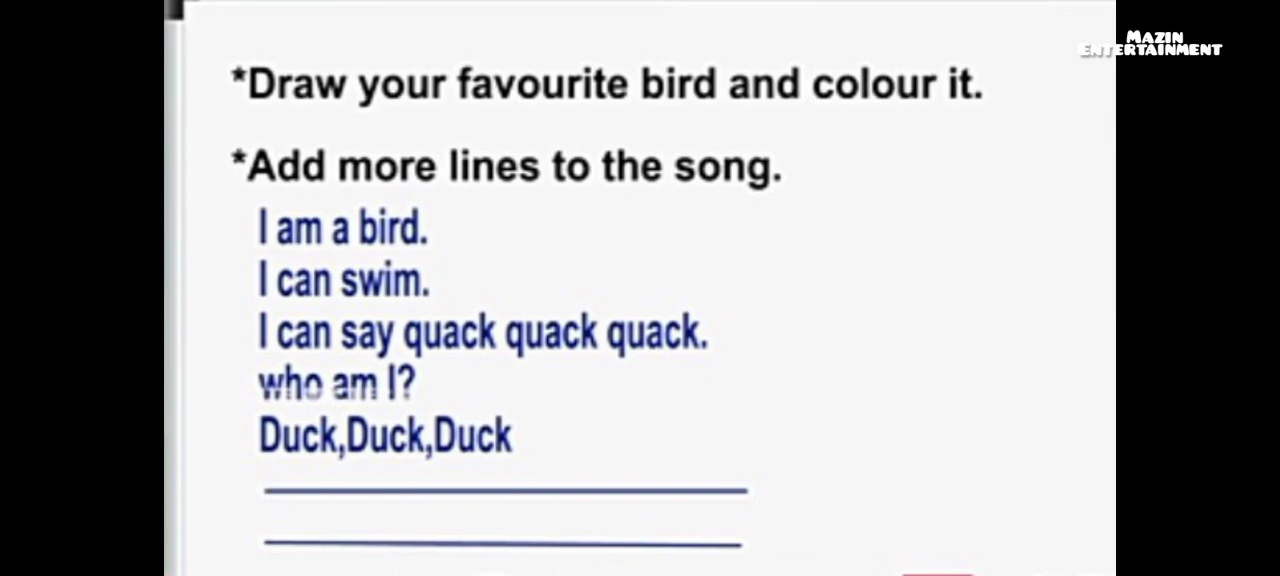 MAZIN
ENTERTAINMENT
*Draw your favourite bird and colour it.
*Add more lines to the song.
I am a bird.
I can swim.
I can say quack quack quack.
who am I?
Duck,Duck,Duck